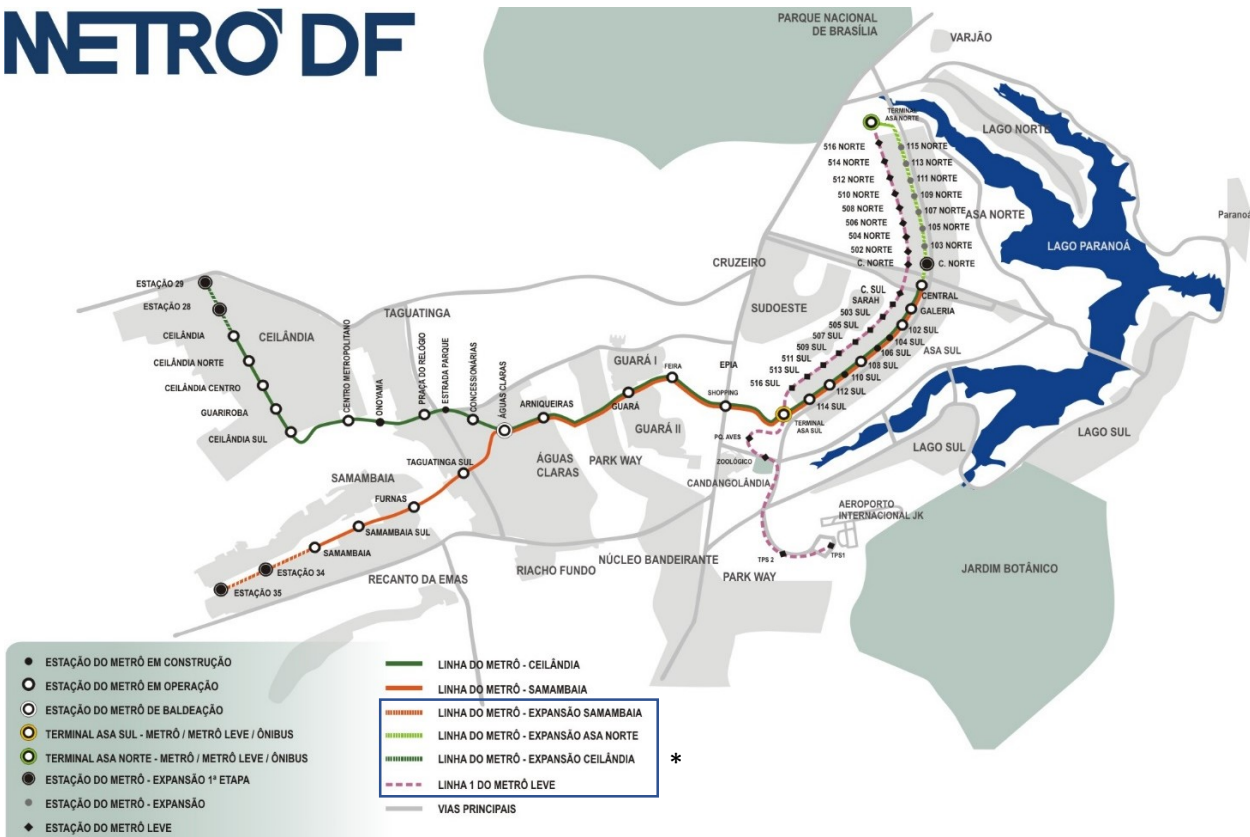 METRÔ DF
PARQUE NACIONAL
DE BRASÍLIA
VARJÃO
TERMINAL
ASA NORTE
LAGO NORTE
516 NORTE
115 NORTE
514 NORTE
113 NORTE
512 NORTE
111 NORTE
510 NORTE
109 NORTE
508 NORTE
107 NORTE
ASA NORTE
506 NORTE
105 NORTE
504 NORTE
103 NORTE
502 NORTE
C. NORTE
C. NORTE
Paranoá
LAGO PARANOÁ
CRUZEIRO
SUDOESTE
C. SUL
SARAH
CENTRAL
503 SUL
GALERIA
505 SUL
102 SUL
507 SUL
104 SUL
509 SUL
106 SUL
ASA SUL
511 SUL
108 SUL
513 SUL
110 SUL
516 SUL
112 SUL
114 SUL
TERMINAL
ASA SUL
ESTAÇÃO 29
ESTAÇÃO 28
CEILÂNDIA
CEILÂNDIA
CEILÂNDIA NORTE
CEILÂNDIA CENTRO
GUARIROBA
CEILÂNDIA SUL
TAGUATINGA
CENTRO METROPOLITANO
ONOYAMA
PRAÇA DO RELÓGIO
ESTRADA PARQUE
CONCESSIONÁRIAS
ÁGUAS CLARAS
ARNIQUEIRAS
GUARÁ I
FEIRA
EPIA
GUARÁ
SHOPPING
GUARÁ II
PARK WAY
ÁGUAS
CLARAS
TAGUATINGA SUL
SAMAMBAIA
FURNAS
SAMAMBAIA SUL
SAMAMBAIA
ESTAÇÃO 34
ESTAÇÃO 35
RECANTO DA EMAS
RIACHO FUNDO
NÚCLEO BANDEIRANTE
PQ. AVES
ZOOLÓGICO
CANDANGOLÂNDIA
LAGO SUL
LAGO SUL
AEROPORTO
INTERNACIONAL JK
TPS 2
TPS1
PARK WAY
JARDIM BOTÂNICO
ESTAÇÃO DO METRÔ EM CONSTRUÇÃO
ESTAÇÃO DO METRÔ EM OPERAÇÃO
ESTAÇÃO DO METRÔ DE BALDEAÇÃO
TERMINAL ASA SUL - METRÔ / METRÔ LEVE / ÔNIBUS
TERMINAL ASA NORTE - METRÔ / METRÔ LEVE / ÔNIBUS
ESTAÇÃO DO METRÔ - EXPANSÃO 1ª ETAPA
ESTAÇÃO DO METRÔ - EXPANSÃO
ESTAÇÃO DO METRÔ LEVE
LINHA DO METRÔ - CEILÂNDIA
LINHA DO METRÔ - SAMAMBAIA
LINHA DO METRÔ - EXPANSÃO SAMAMBAIA
LINHA DO METRÔ - EXPANSÃO ASA NORTE
LINHA DO METRÔ - EXPANSÃO CEILÂNDIA *
LINHA 1 DO METRÔ LEVE
VIAS PRINCIPAIS